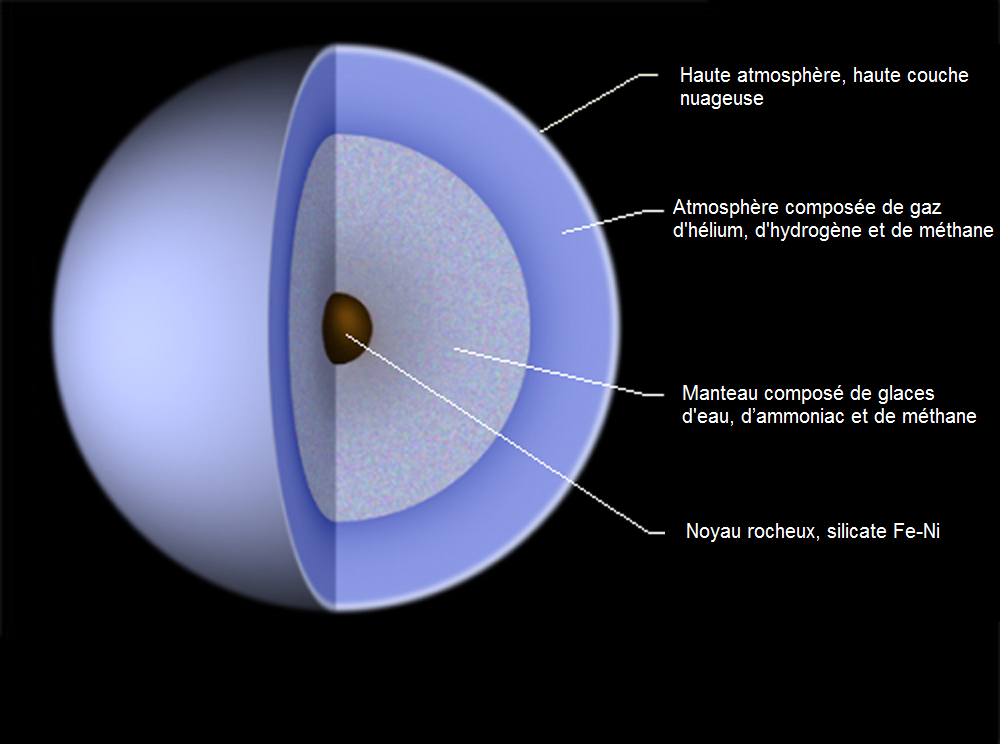 Haute atmosphère, haute couche
nuageuse
Atmosphère composée de gaz
d'hélium, d'hydrogène et de méthane
Manteau composé de glaces
d'eau, d’ammoniac et de méthane
Noyau rocheux, silicate Fe-Ni